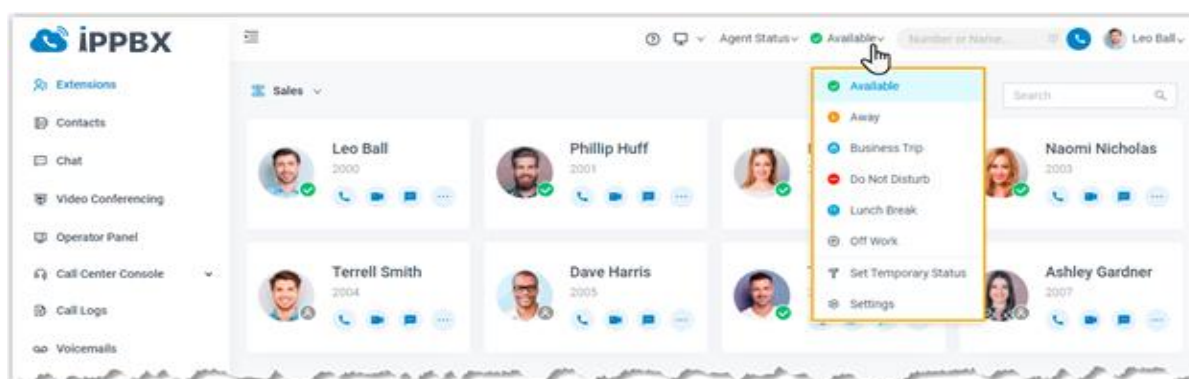 iPPBX
Agent Status
Available
Number or Name...
Leo Ball
Extensions
Contacts
Chat
Video Conferencing
Operator Panel
Call Center Console
Call Logs
Voicemails
Sales
Search
Leo Ball
2000
Phillip Huff
2001
Naomi Nicholas
2003
Terrell Smith
2004
Dave Harris
2005
Ashley Gardner
2007
Available
Away
Business Trip
Do Not Disturb
Lunch Break
Off Work
Set Temporary Status
Settings